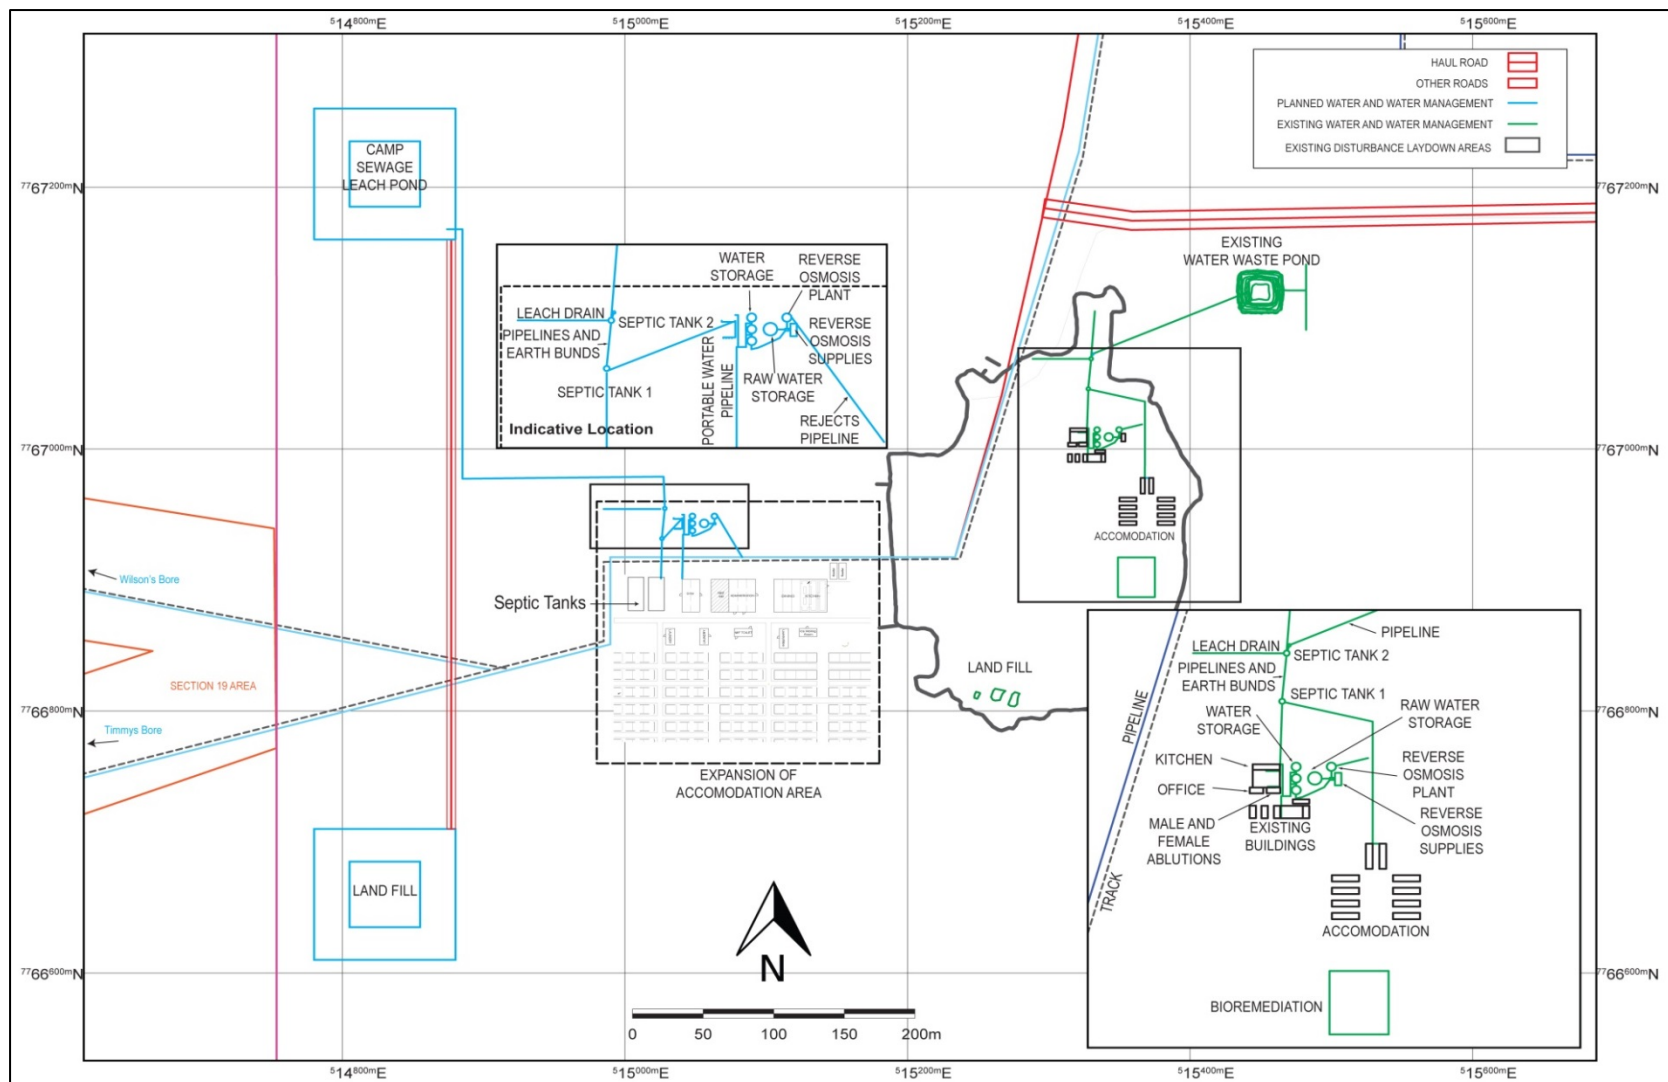 514800mE
515000mE
515200mE
515400mE
515600mE
HAUL ROAD
OTHER ROADS
PLANNED WATER AND WATER MANAGEMENT
EXISTING WATER AND WATER MANAGEMENT
EXISTING DISTURBANCE LAYDOWN AREAS
CAMP
SEWAGE
LEACH POND
7767200mN
7767200mN
EXISTING
WATER WASTE POND
WATER
STORAGE
REVERSE
OSMOSIS
PLANT
LEACH DRAIN
SEPTIC TANK 2
PIPELINES AND
EARTH BUNDS
REVERSE
OSMOSIS
SUPPLIES
SEPTIC TANK 1
PORTABLE WATER
PIPELINE
RAW WATER
STORAGE
REJECTS
PIPELINE
Indicative Location
7767000mN
7767000mN
ACCOMODATION
Wilson's Bore
Septic Tanks
SECTION 19 AREA
Timmys Bore
LAND FILL
7766800mN
7766800mN
EXPANSION OF
ACCOMODATION AREA
PIPELINE
TRACK
PIPELINE
LEACH DRAIN
SEPTIC TANK 2
PIPELINES AND
EARTH BUNDS
SEPTIC TANK 1
WATER
STORAGE
RAW WATER
STORAGE
KITCHEN
REVERSE
OSMOSIS
PLANT
OFFICE
MALE AND
FEMALE
ABLUTIONS
EXISTING
BUILDINGS
REVERSE
OSMOSIS
SUPPLIES
ACCOMODATION
BIOREMEDIATION
LAND FILL
7766600mN
7766600mN
N
0
50
100
150
200m
514800mE
515000mE
515200mE
515400mE
515600mE